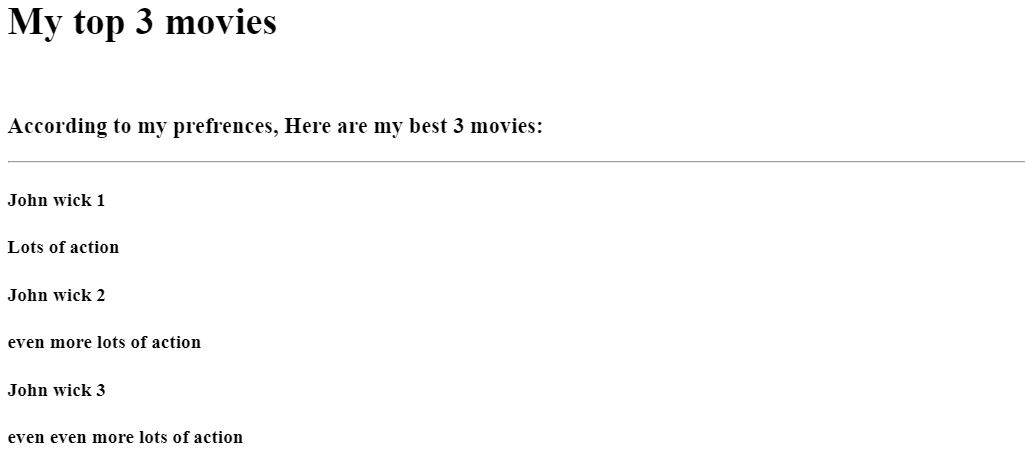 My top 3 movies
According to my prefrences, Here are my best 3 movies:
John wick 1
Lots of action
John wick 2
even more lots of action
John wick 3
even even more lots of action